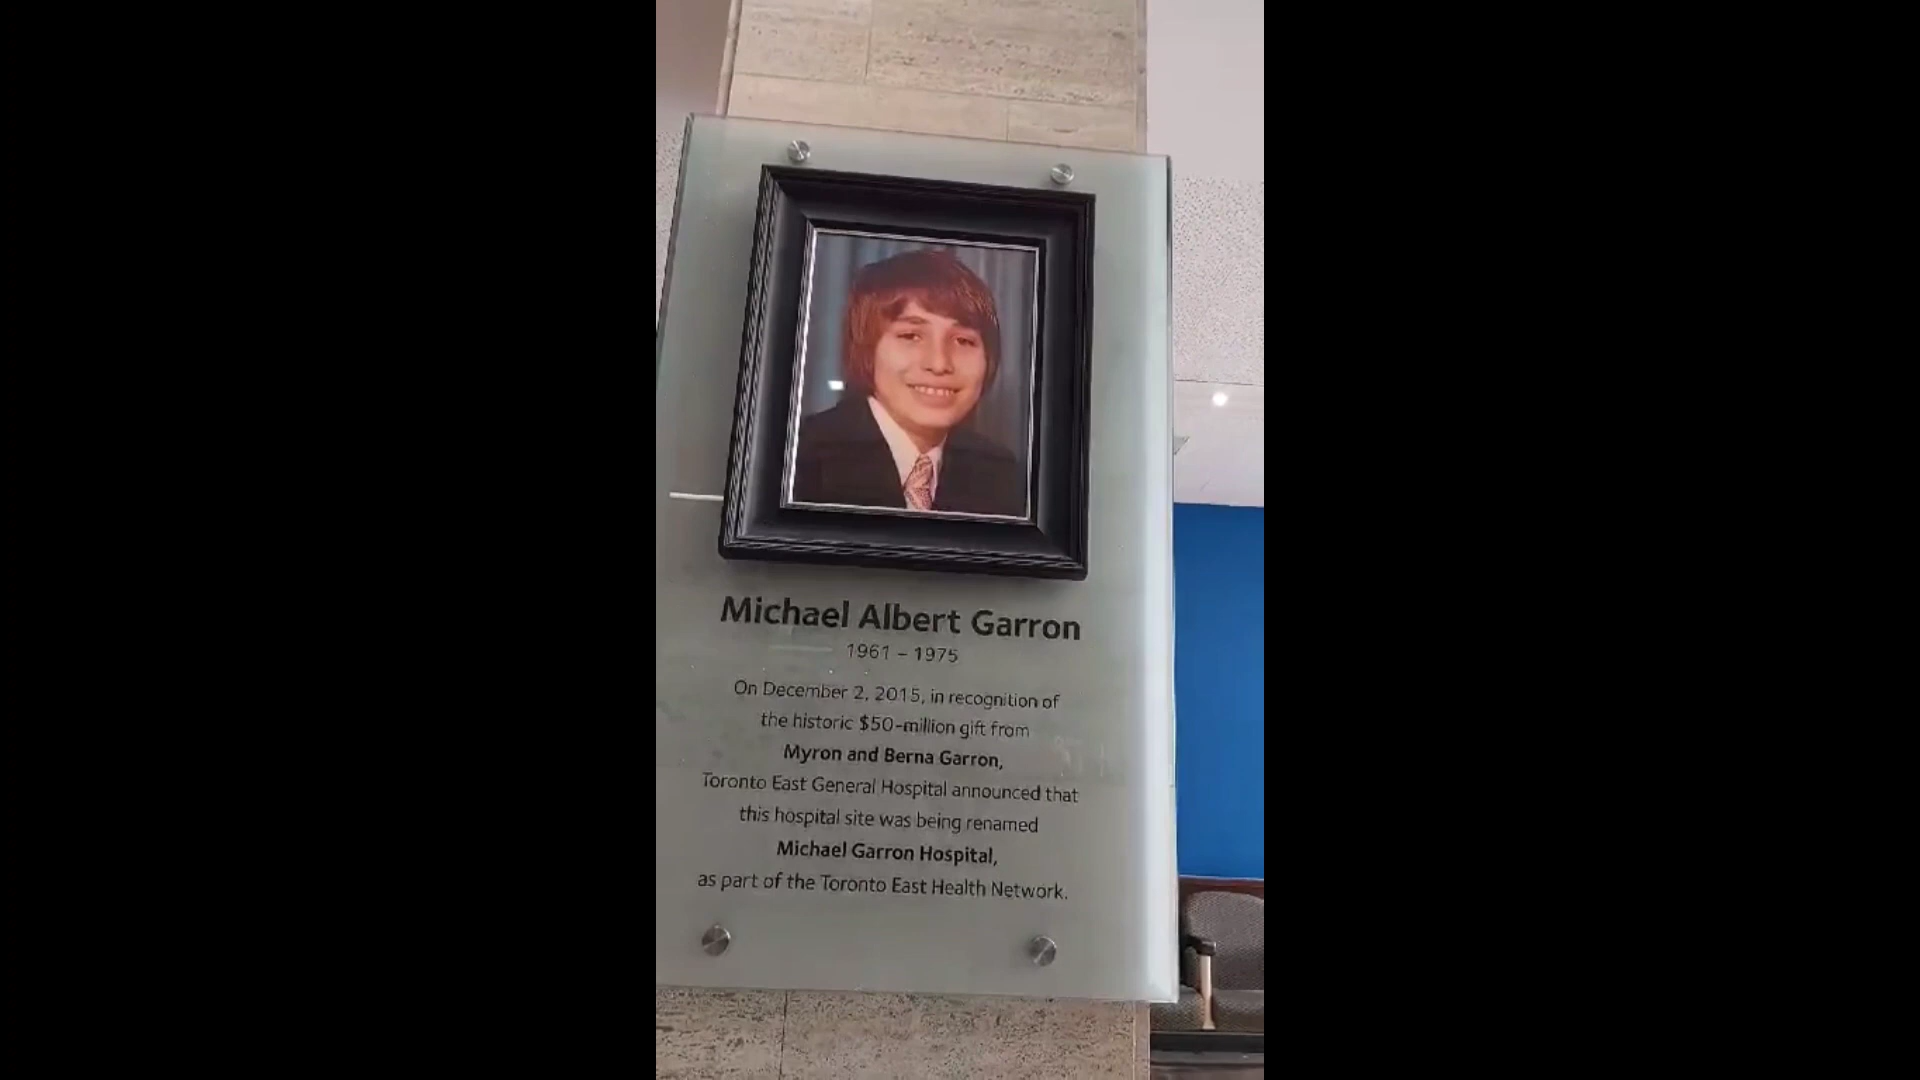 Michael Albert Garron
1961 – 1975
On December 2, 2015, in recognition of
the historic $50-million gift from
Myron and Berna Garron,
Toronto East General Hospital announced that
this hospital site was being renamed
Michael Garron Hospital,
as part of the Toronto East Health Network.